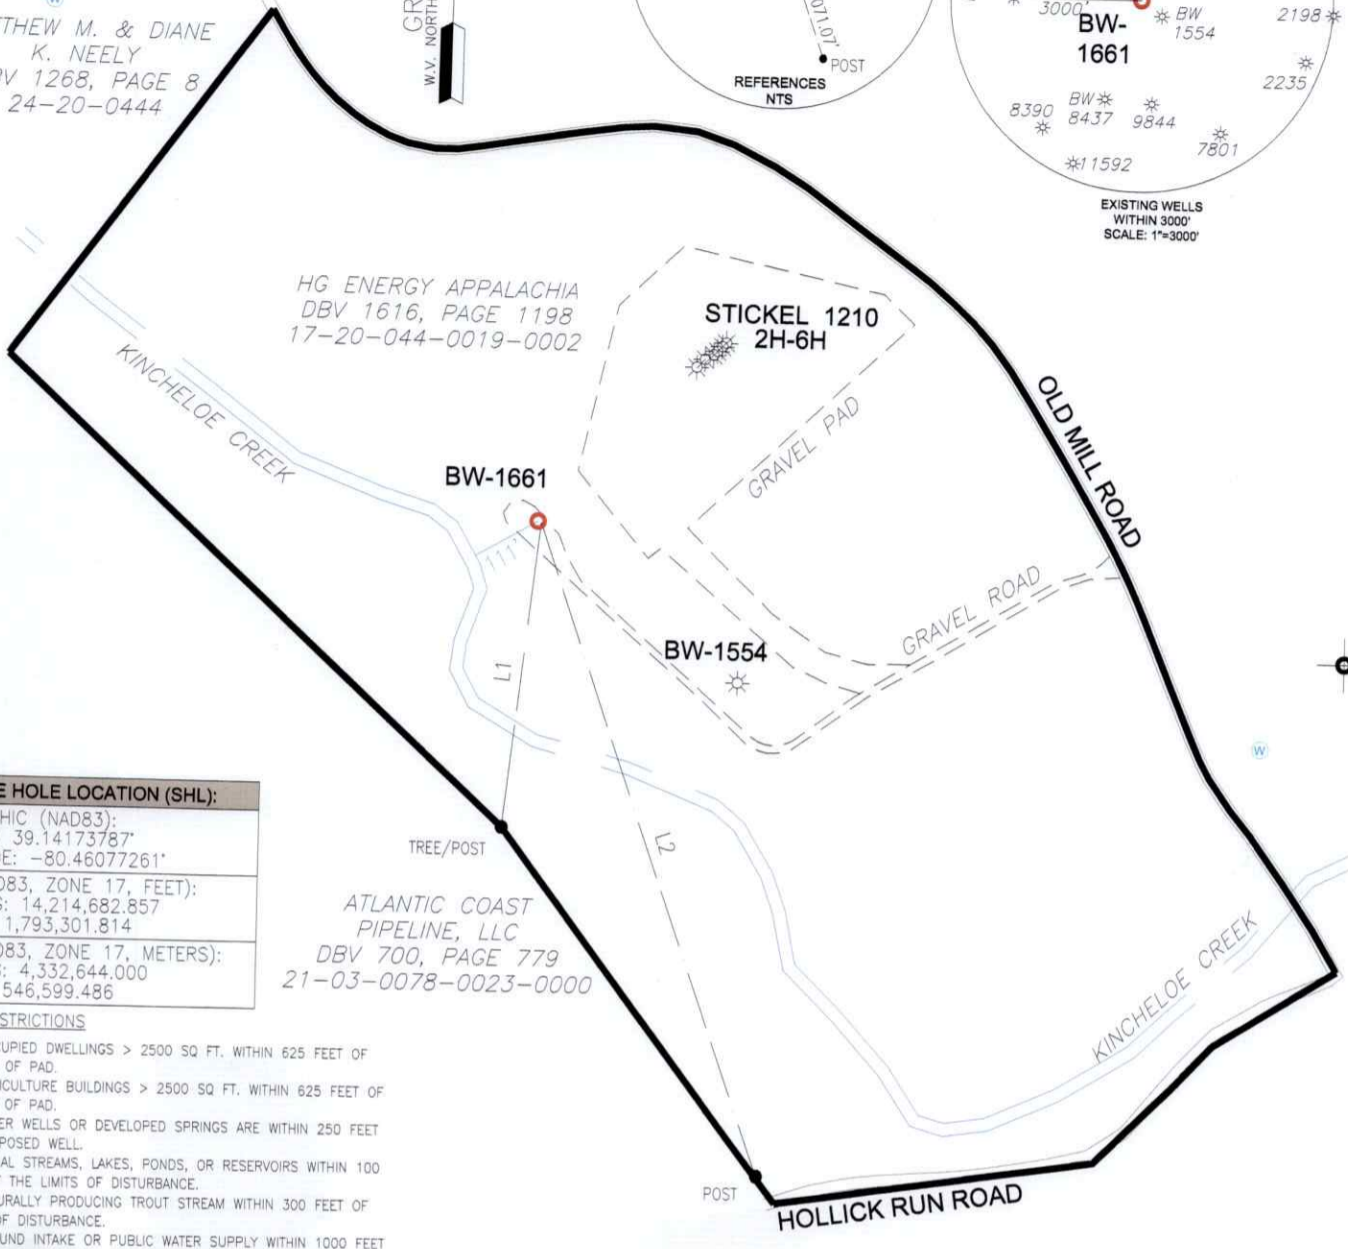 W
THEW M. & DIANE
K. NEELY
BV 1268, PAGE 8
24-20-0444
GR
W.V. NORTH
071.07'
POST
REFERENCES
NTS
3000'
BW-
1661
BW
1554
2198
2235
BW
8437
8390
9844
7801
11592
EXISTING WELLS
WITHIN 3000'
SCALE: 1"=3000'
HG ENERGY APPALACHIA
DBV 1616, PAGE 1198
17-20-044-0019-0002
STICKEL 1210
2H-6H
KINCHELOE CREEK
GRAVEL PAD
OLD MILL ROAD
BW-1661
111'
GRAVEL ROAD
BW-1554
L1
W
L2
TREE/POST
E HOLE LOCATION (SHL):
HIC (NAD83):
39.14173787°
E: -80.46077261°
D83, ZONE 17, FEET):
G: 14,214,682.857
1,793,301.814
D83, ZONE 17, METERS):
G: 4,332,644.000
546,599.486
ATLANTIC COAST
PIPELINE, LLC
DBV 700, PAGE 779
21-03-0078-0023-0000
KINCHELOE CREEK
STRICTIONS
UPIED DWELLINGS > 2500 SQ FT. WITHIN 625 FEET OF
OF PAD.
ICULTURE BUILDINGS > 2500 SQ FT. WITHIN 625 FEET OF
OF PAD.
ER WELLS OR DEVELOPED SPRINGS ARE WITHIN 250 FEET
POSED WELL.
AL STREAMS, LAKES, PONDS, OR RESERVOIRS WITHIN 100
THE LIMITS OF DISTURBANCE.
URALLY PRODUCING TROUT STREAM WITHIN 300 FEET OF
OF DISTURBANCE.
UND INTAKE OR PUBLIC WATER SUPPLY WITHIN 1000 FEET
POST
HOLLICK RUN ROAD